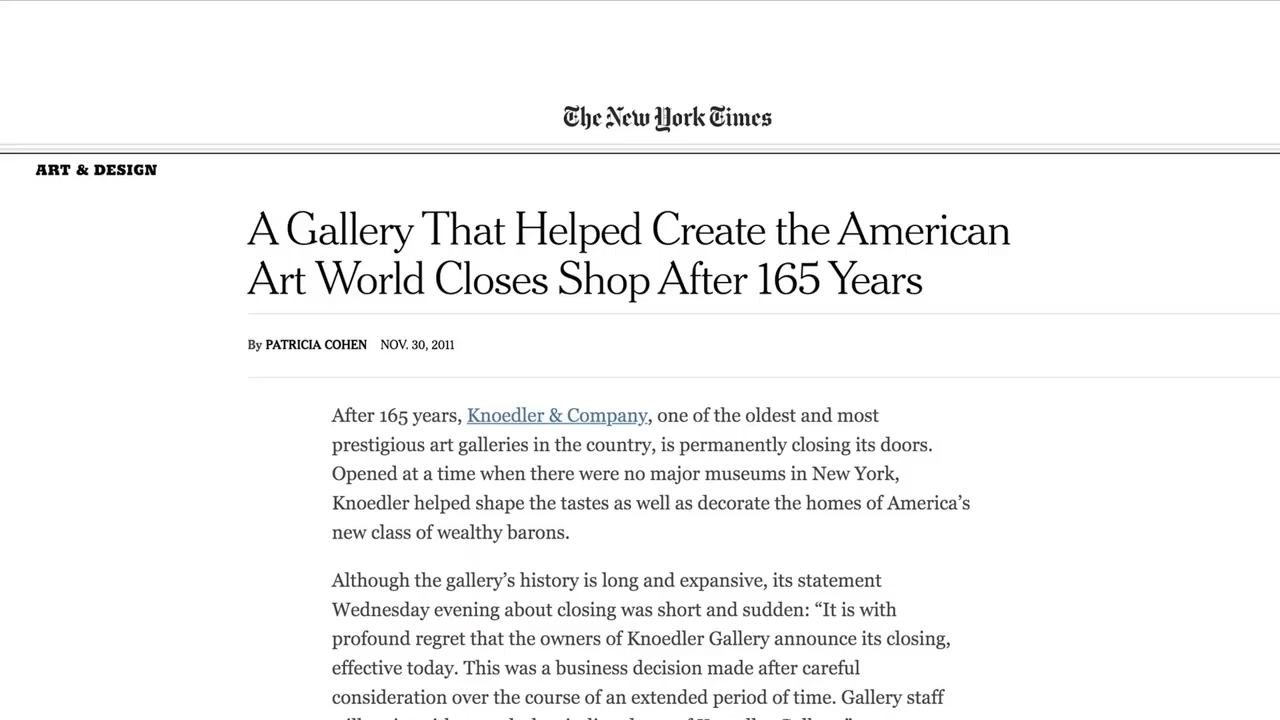 The New York Times
ART & DESIGN
A Gallery That Helped Create the American
Art World Closes Shop After 165 Years
By PATRICIA COHEN NOV. 30, 2011
After 165 years, Knoedler & Company, one of the oldest and most
prestigious art galleries in the country, is permanently closing its doors.
Opened at a time when there were no major museums in New York,
Knoedler helped shape the tastes as well as decorate the homes of America’s
new class of wealthy barons.
Although the gallery’s history is long and expansive, its statement
Wednesday evening about closing was short and sudden: “It is with
profound regret that the owners of Knoedler Gallery announce its closing,
effective today. This was a business decision made after careful
consideration over the course of an extended period of time. Gallery staff